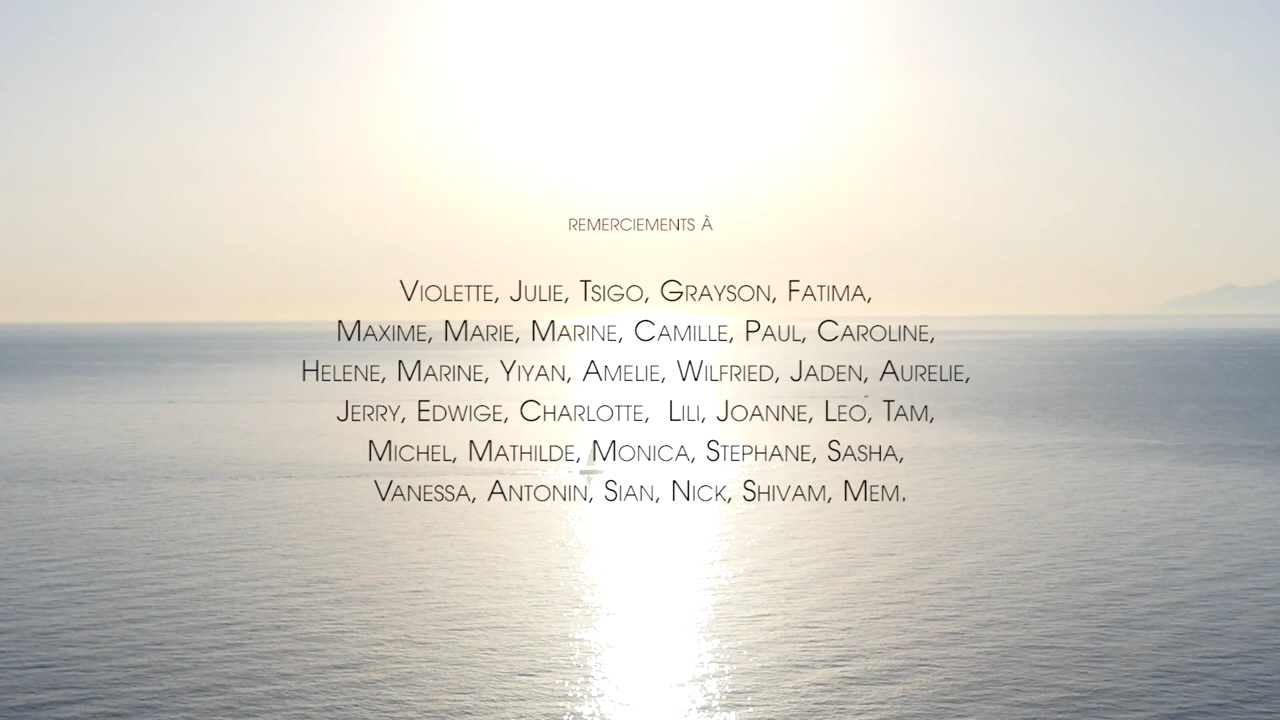 REMERCIEMENTS À
VIOLETTE, JULIE, TSIGO, GRAYSON, FATIMA,
MAXIME, MARIE, MARINE, CAMILLE, PAUL, CAROLINE,
HELENE, MARINE, YIYAN, AMELIE, WILFRIED, JADEN, AURELIE,
JERRY, EDWIGE, CHARLOTTE, LILI, JOANNE, LEO, TAM,
MICHEL, MATHILDE, MONICA, STEPHANE, SASHA,
VANESSA, ANTONIN, SIAN, NICK, SHIVAM, MEM.